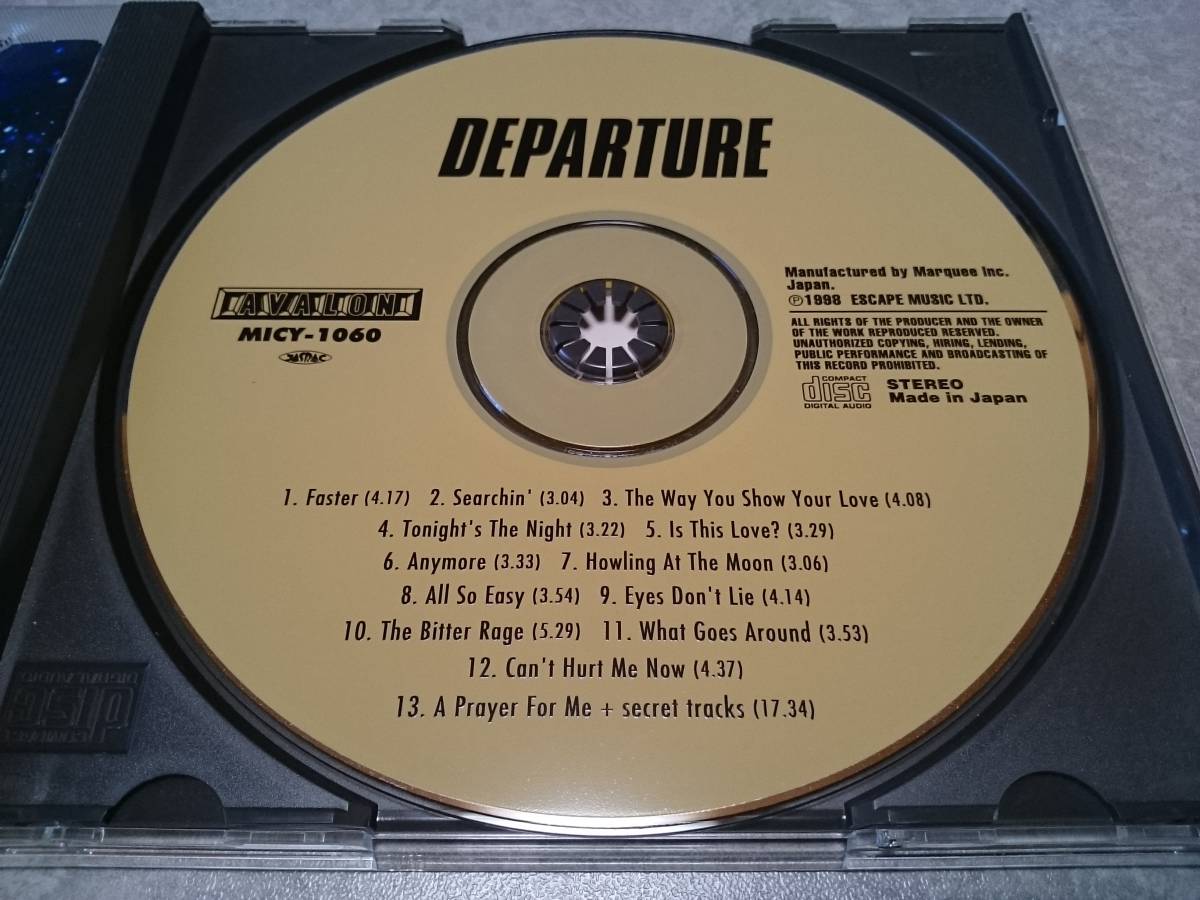 DEPARTURE
AVALON
MICY-1060
JASRAC
Manufactured by Marquee Inc.
Japan.
Ⓟ1998 ESCAPE MUSIC LTD.
ALL RIGHTS OF THE PRODUCER AND THE OWNER
OF THE WORK REPRODUCED RESERVED.
UNAUTHORIZED COPYING, HIRING, LENDING,
PUBLIC PERFORMANCE AND BROADCASTING OF
THIS RECORD PROHIBITED.
COMPACT
disc
DIGITAL AUDIO
STEREO
Made in Japan
1. Faster (4.17) 2. Searchin' (3.04) 3. The Way You Show Your Love (4.08)
4. Tonight's The Night (3.22) 5. Is This Love? (3.29)
6. Anymore (3.33) 7. Howling At The Moon (3.06)
8. All So Easy (3.54) 9. Eyes Don't Lie (4.14)
10. The Bitter Rage (5.29) 11. What Goes Around (3.53)
12. Can't Hurt Me Now (4.37)
13. A Prayer For Me + secret tracks (17.34)
DIGITAL AUDIO
disc
COMPACT